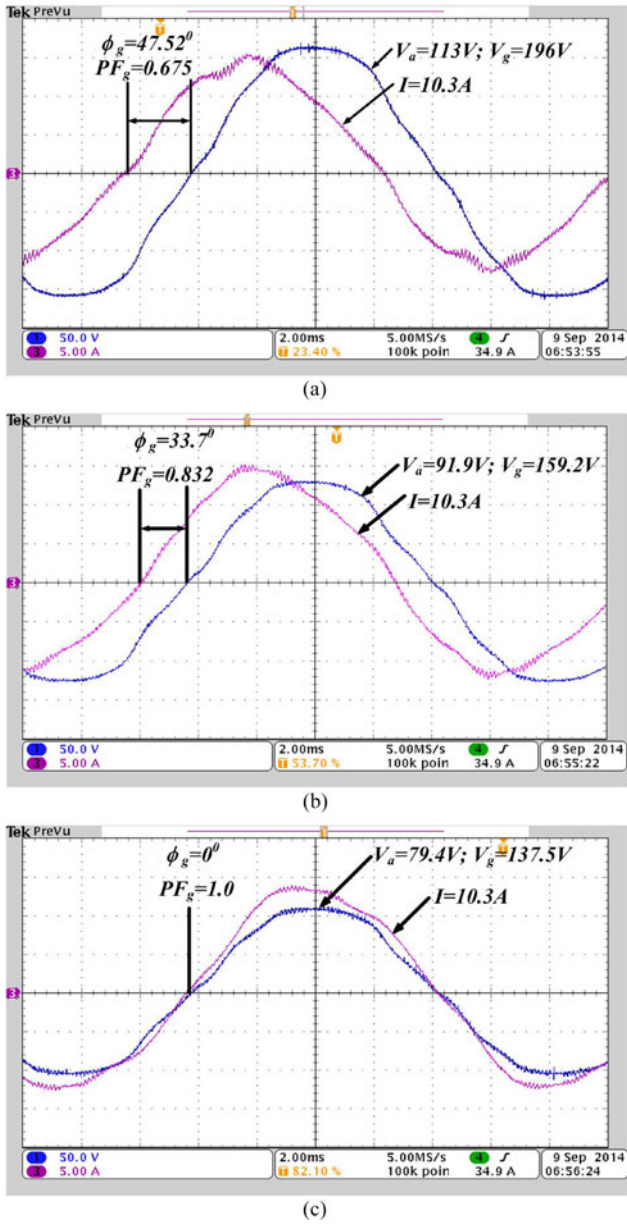 Tek PreVu
T
ϕg=47.52⁰
PFg=0.675
Va=113V; Vg=196V
I=10.3A
3
1 50.0 V
3 5.00 A
2.00ms
T 23.40 %
5.00MS/s
100k poin
4
34.9 A
9 Sep 2014
06:53:55
(a)
Tek PreVu
T
ϕg=33.7⁰
PFg=0.832
Va=91.9V; Vg=159.2V
I=10.3A
3
1 50.0 V
3 5.00 A
2.00ms
T 53.70 %
5.00MS/s
100k poin
4
34.9 A
9 Sep 2014
06:55:22
(b)
Tek PreVu
T
ϕg=0⁰
PFg=1.0
Va=79.4V; Vg=137.5V
I=10.3A
3
1 50.0 V
3 5.00 A
2.00ms
T 82.10 %
5.00MS/s
100k poin
4
34.9 A
9 Sep 2014
06:56:24
(c)